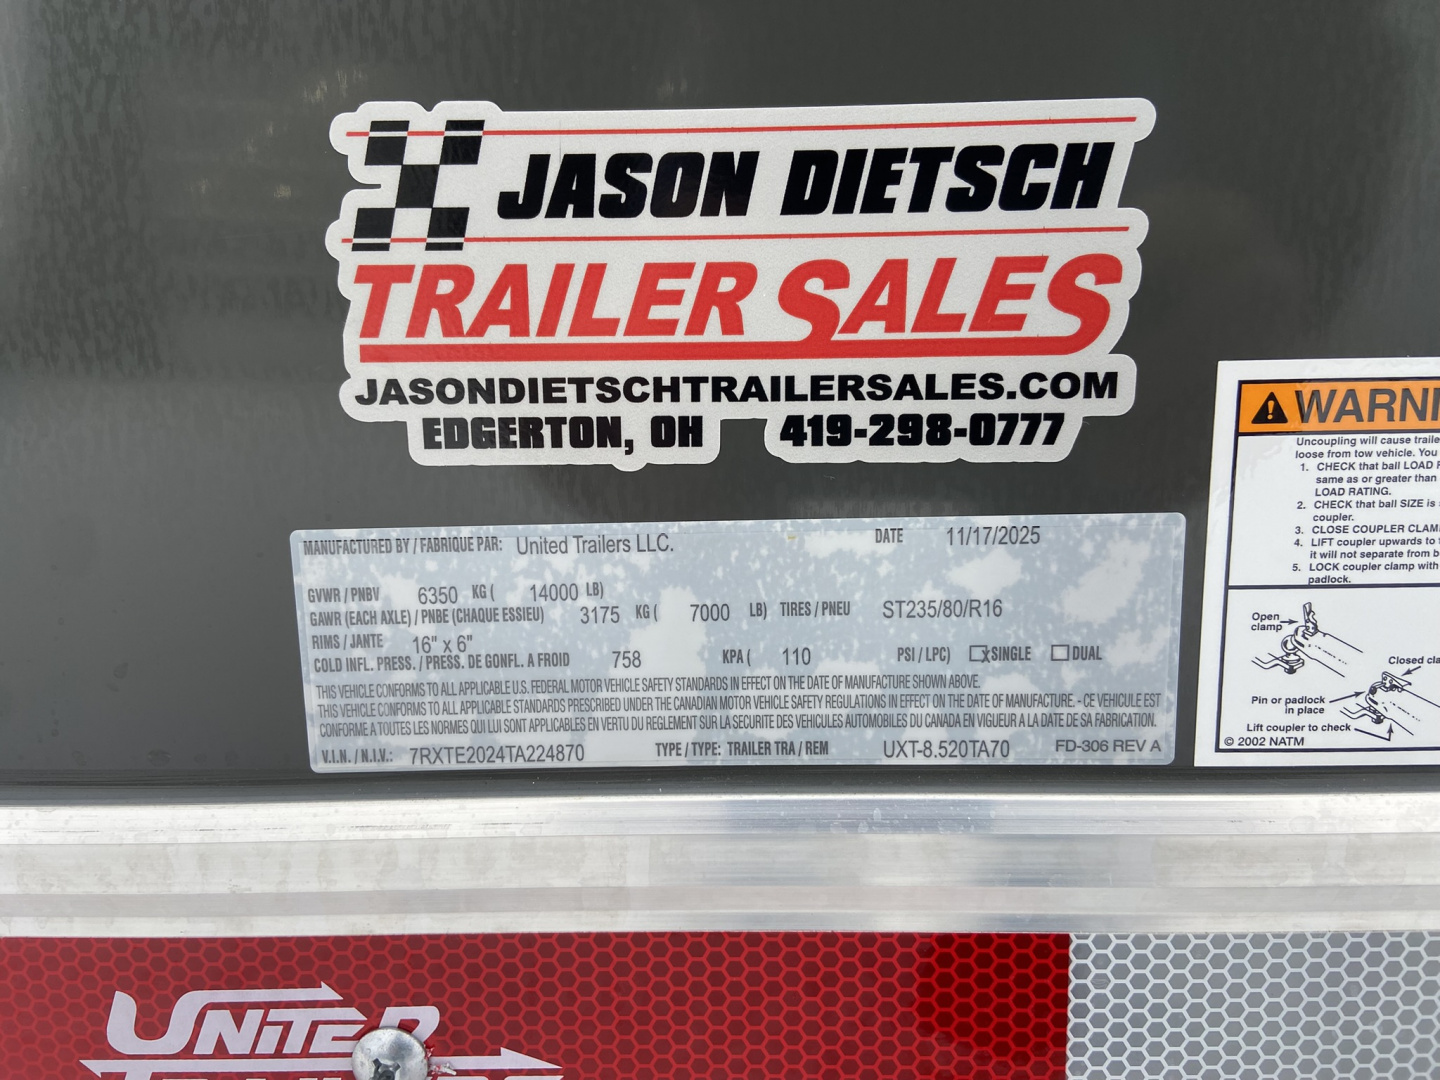 JASON DIETSCH
TRAILER SALES
JASONDIETSCHTRAILERSALES.COM
EDGERTON, OH 419-298-0777
MANUFACTURED BY / FABRIQUE PAR: United Trailers LLC. DATE 11/17/2025
GVWR / PNBV 6350 KG ( 14000 LB)
GAWR (EACH AXLE) / PNBE (CHAQUE ESSIEU) 3175 KG ( 7000 LB) TIRES / PNEU ST235/80/R16
RIMS / JANTE 16" x 6"
COLD INFL. PRESS. / PRESS. DE GONFL. A FROID 758 KPA ( 110 PSI / LPC) X SINGLE DUAL
THIS VEHICLE CONFORMS TO ALL APPLICABLE U.S. FEDERAL MOTOR VEHICLE SAFETY STANDARDS IN EFFECT ON THE DATE OF MANUFACTURE SHOWN ABOVE.
THIS VEHICLE CONFORMS TO ALL APPLICABLE STANDARDS PRESCRIBED UNDER THE CANADIAN MOTOR VEHICLE SAFETY REGULATIONS IN EFFECT ON THE DATE OF MANUFACTURE. - CE VEHICULE EST
CONFORME A TOUTES LES NORMES QUI LUI SONT APPLICABLES EN VERTU DU REGLEMENT SUR LA SECURITE DES VEHICULES AUTOMOBILES DU CANADA EN VIGUEUR A LA DATE DE SA FABRICATION.
V.I.N. / N.I.V.: 7RXTE2024TA224870 TYPE / TYPE: TRAILER TRA / REM UXT-8.520TA70 FD-306 REV A
WARNI
Uncoupling will cause traile
loose from tow vehicle. You
1. CHECK that ball LOAD R
same as or greater than
LOAD RATING.
2. CHECK that ball SIZE is
coupler.
3. CLOSE COUPLER CLAM
4. LIFT coupler upwards to
it will not separate from b
5. LOCK coupler clamp with
padlock.
Open
clamp
Closed cla
Pin or padlock
in place
Lift coupler to check
© 2002 NATM
UNITED